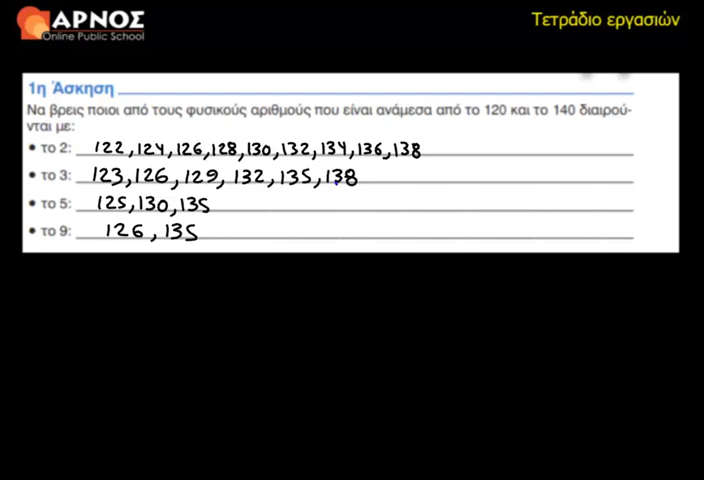 ΑΡΝΟΣ
Online Public School
Τετράδιο εργασιών
1η Άσκηση
Να βρεις ποιοι από τους φυσικούς αριθμούς που είναι ανάμεσα από το 120 και το 140 διαιρού-
νται με:
• το 2: 122,124,126,128,130,132,134,136,138
• το 3: 123,126,129,132,135,138
• το 5: 125,130,135
• το 9: 126,135